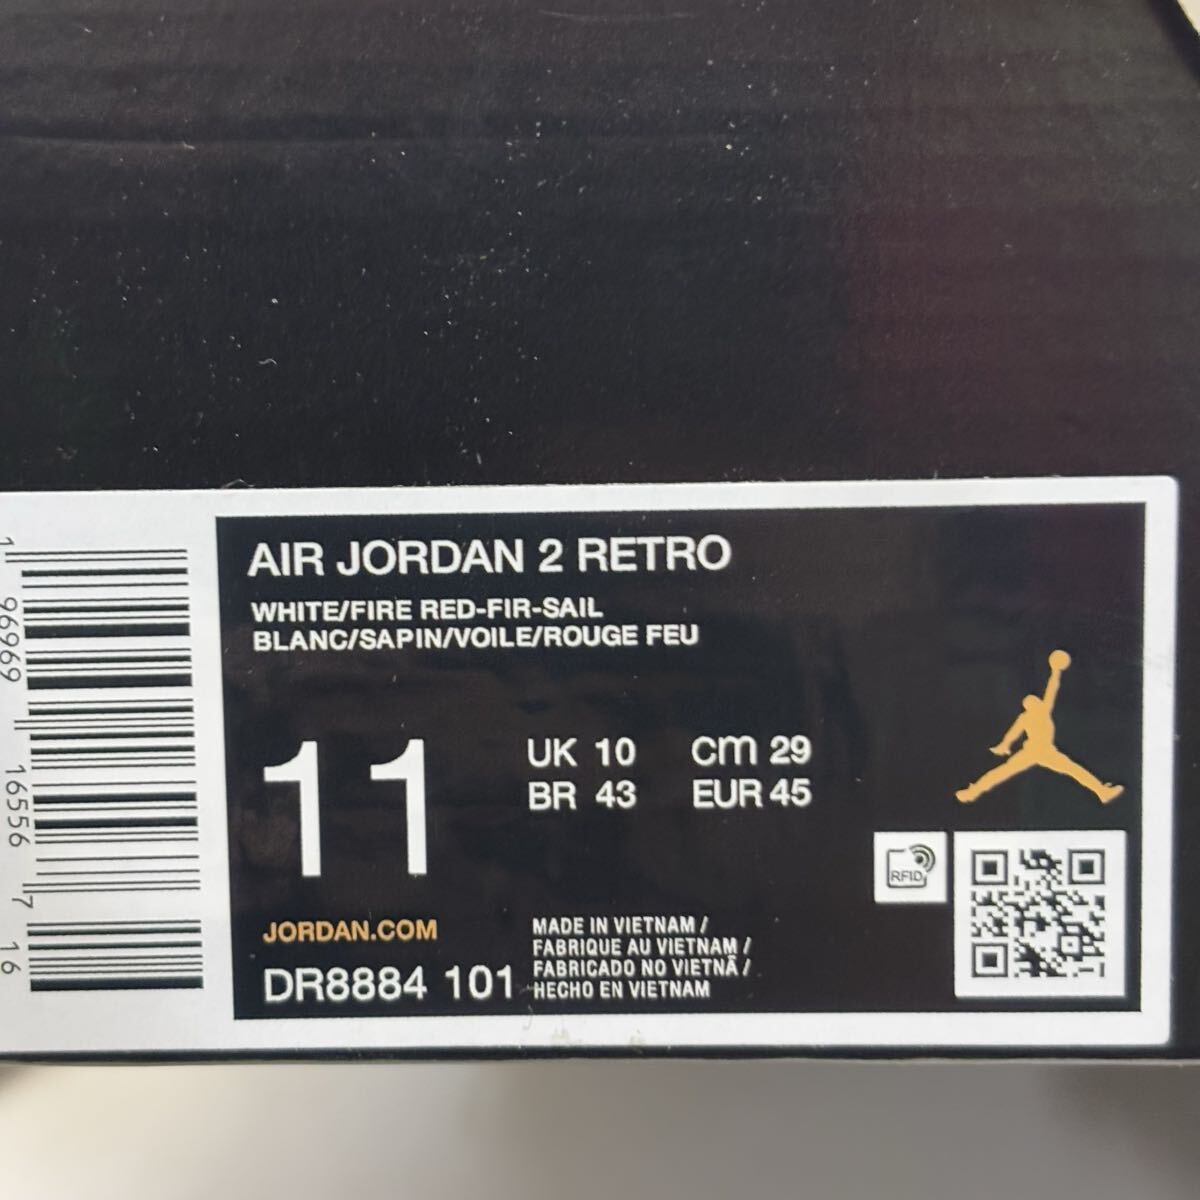 AIR JORDAN 2 RETRO
WHITE/FIRE RED-FIR-SAIL
BLANC/SAPIN/VOILE/ROUGE FEU
11
UK 10
cm 29
BR 43
EUR 45
RFID
JORDAN.COM
DR8884 101
MADE IN VIETNAM /
FABRIQUE AU VIETNAM /
FABRICADO NO VIETNÃ /
HECHO EN VIETNAM
1 96969 16556 7 16